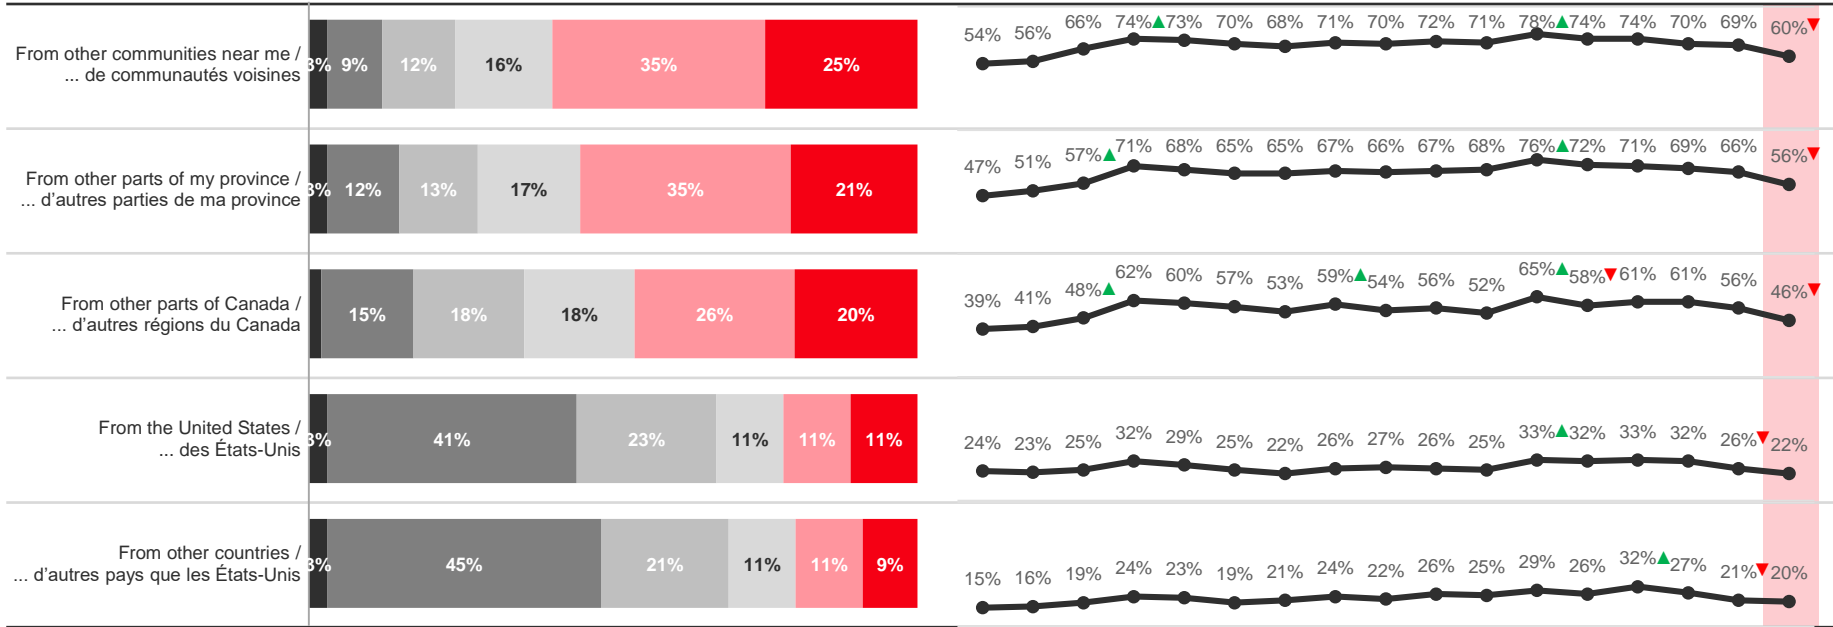 From other communities near me /
... de communautés voisines
3% 9% 12% 16% 35% 25%
54% 56% 66% 74% 73% 70% 68% 71% 70% 72% 71% 78% 74% 74% 70% 69% 60%
From other parts of my province /
... d'autres parties de ma province
3% 12% 13% 17% 35% 21%
47% 51% 57% 71% 68% 65% 65% 67% 66% 67% 68% 76% 72% 71% 69% 66% 56%
From other parts of Canada /
... d'autres régions du Canada
15% 18% 18% 26% 20%
39% 41% 48% 62% 60% 57% 53% 59% 54% 56% 52% 65% 58% 61% 61% 56% 46%
From the United States /
... des États-Unis
3% 41% 23% 11% 11% 11%
24% 23% 25% 32% 29% 25% 22% 26% 27% 26% 25% 33% 32% 33% 32% 26% 22%
From other countries /
... d'autres pays que les États-Unis
3% 45% 21% 11% 11% 9%
15% 16% 19% 24% 23% 19% 21% 24% 22% 26% 25% 29% 26% 32% 27% 21% 20%